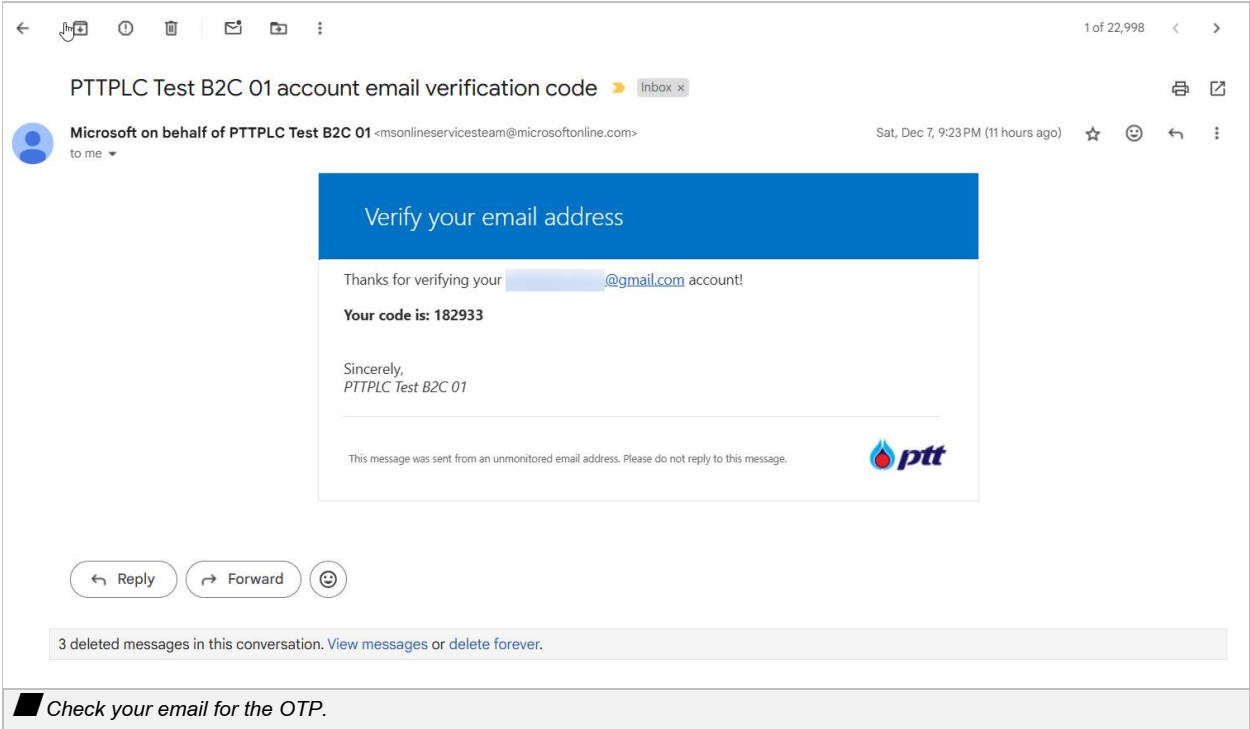 1 of 22,998
PTTPLC Test B2C 01 account email verification code Inbox ×
Microsoft on behalf of PTTPLC Test B2C 01 <msonlineservicesteam@microsoftonline.com> Sat, Dec 7, 9:23 PM (11 hours ago)
to me
Verify your email address
Thanks for verifying your @gmail.com account!
Your code is: 182933
Sincerely,
PTTPLC Test B2C 01
This message was sent from an unmonitored email address. Please do not reply to this message.
ptt
Reply Forward
3 deleted messages in this conversation. View messages or delete forever.
Check your email for the OTP.